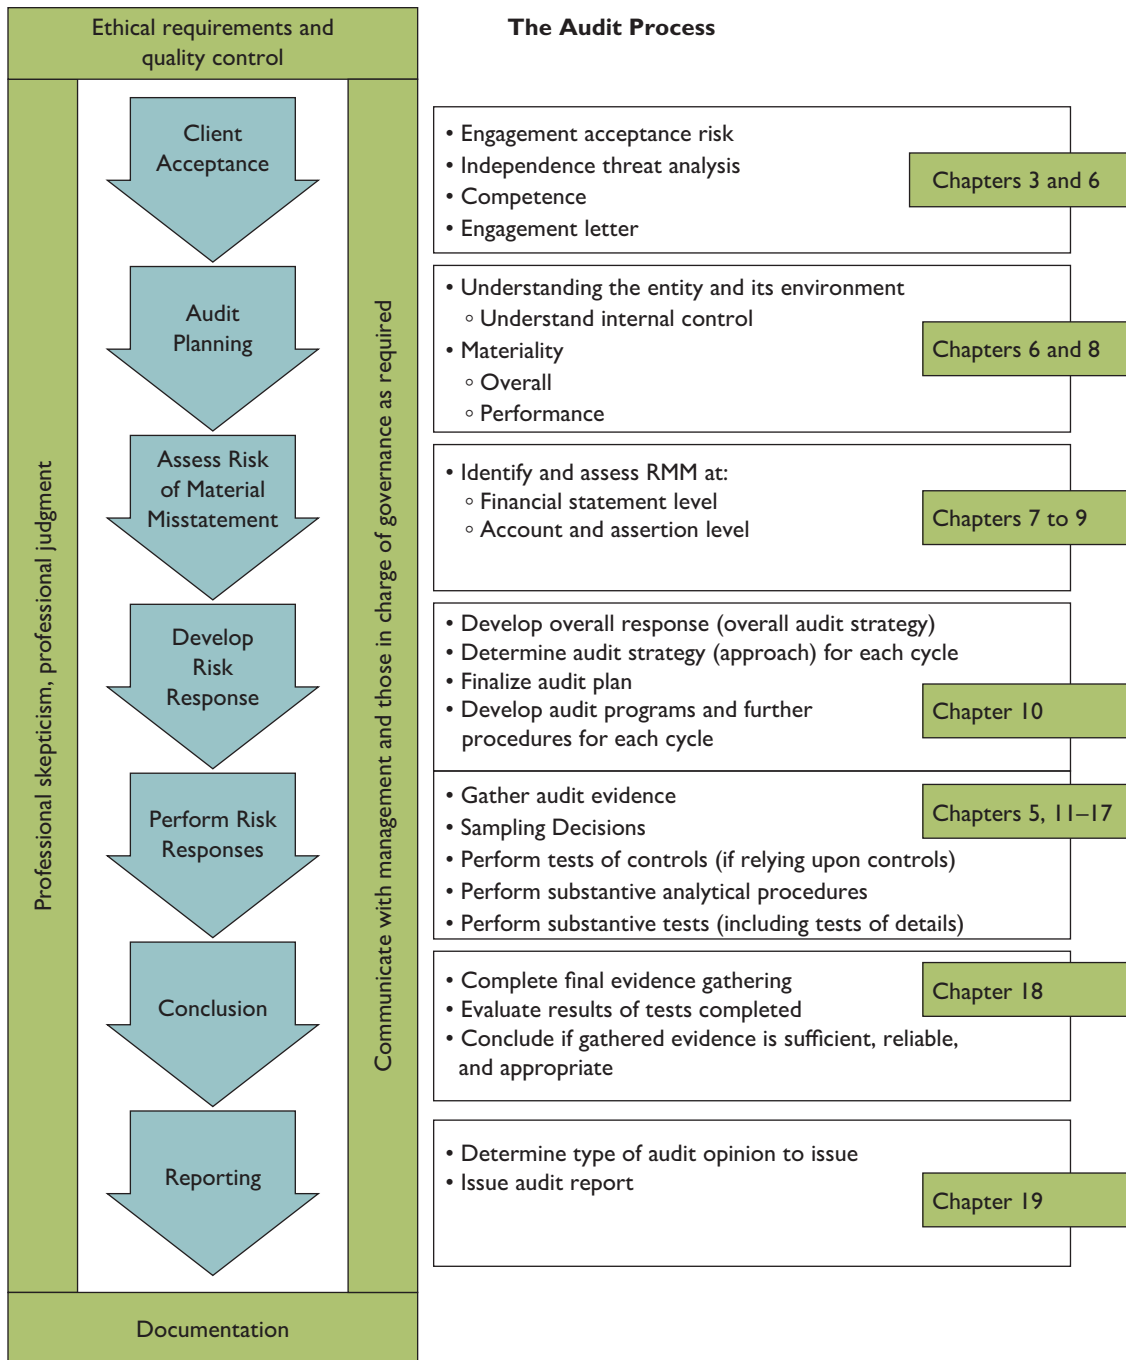 Ethical requirements and
quality control
The Audit Process
Professional skepticism, professional judgment
Communicate with management and those in charge of governance as required
Client
Acceptance
• Engagement acceptance risk
• Independence threat analysis
• Competence
• Engagement letter
Chapters 3 and 6
Audit
Planning
• Understanding the entity and its environment
◦ Understand internal control
• Materiality
◦ Overall
◦ Performance
Chapters 6 and 8
Assess Risk
of Material
Misstatement
• Identify and assess RMM at:
◦ Financial statement level
◦ Account and assertion level
Chapters 7 to 9
Develop
Risk
Response
• Develop overall response (overall audit strategy)
• Determine audit strategy (approach) for each cycle
• Finalize audit plan
• Develop audit programs and further
procedures for each cycle
Chapter 10
Perform Risk
Responses
• Gather audit evidence
• Sampling Decisions
• Perform tests of controls (if relying upon controls)
• Perform substantive analytical procedures
• Perform substantive tests (including tests of details)
Chapters 5, 11–17
Conclusion
• Complete final evidence gathering
• Evaluate results of tests completed
• Conclude if gathered evidence is sufficient, reliable,
and appropriate
Chapter 18
Reporting
• Determine type of audit opinion to issue
• Issue audit report
Chapter 19
Documentation